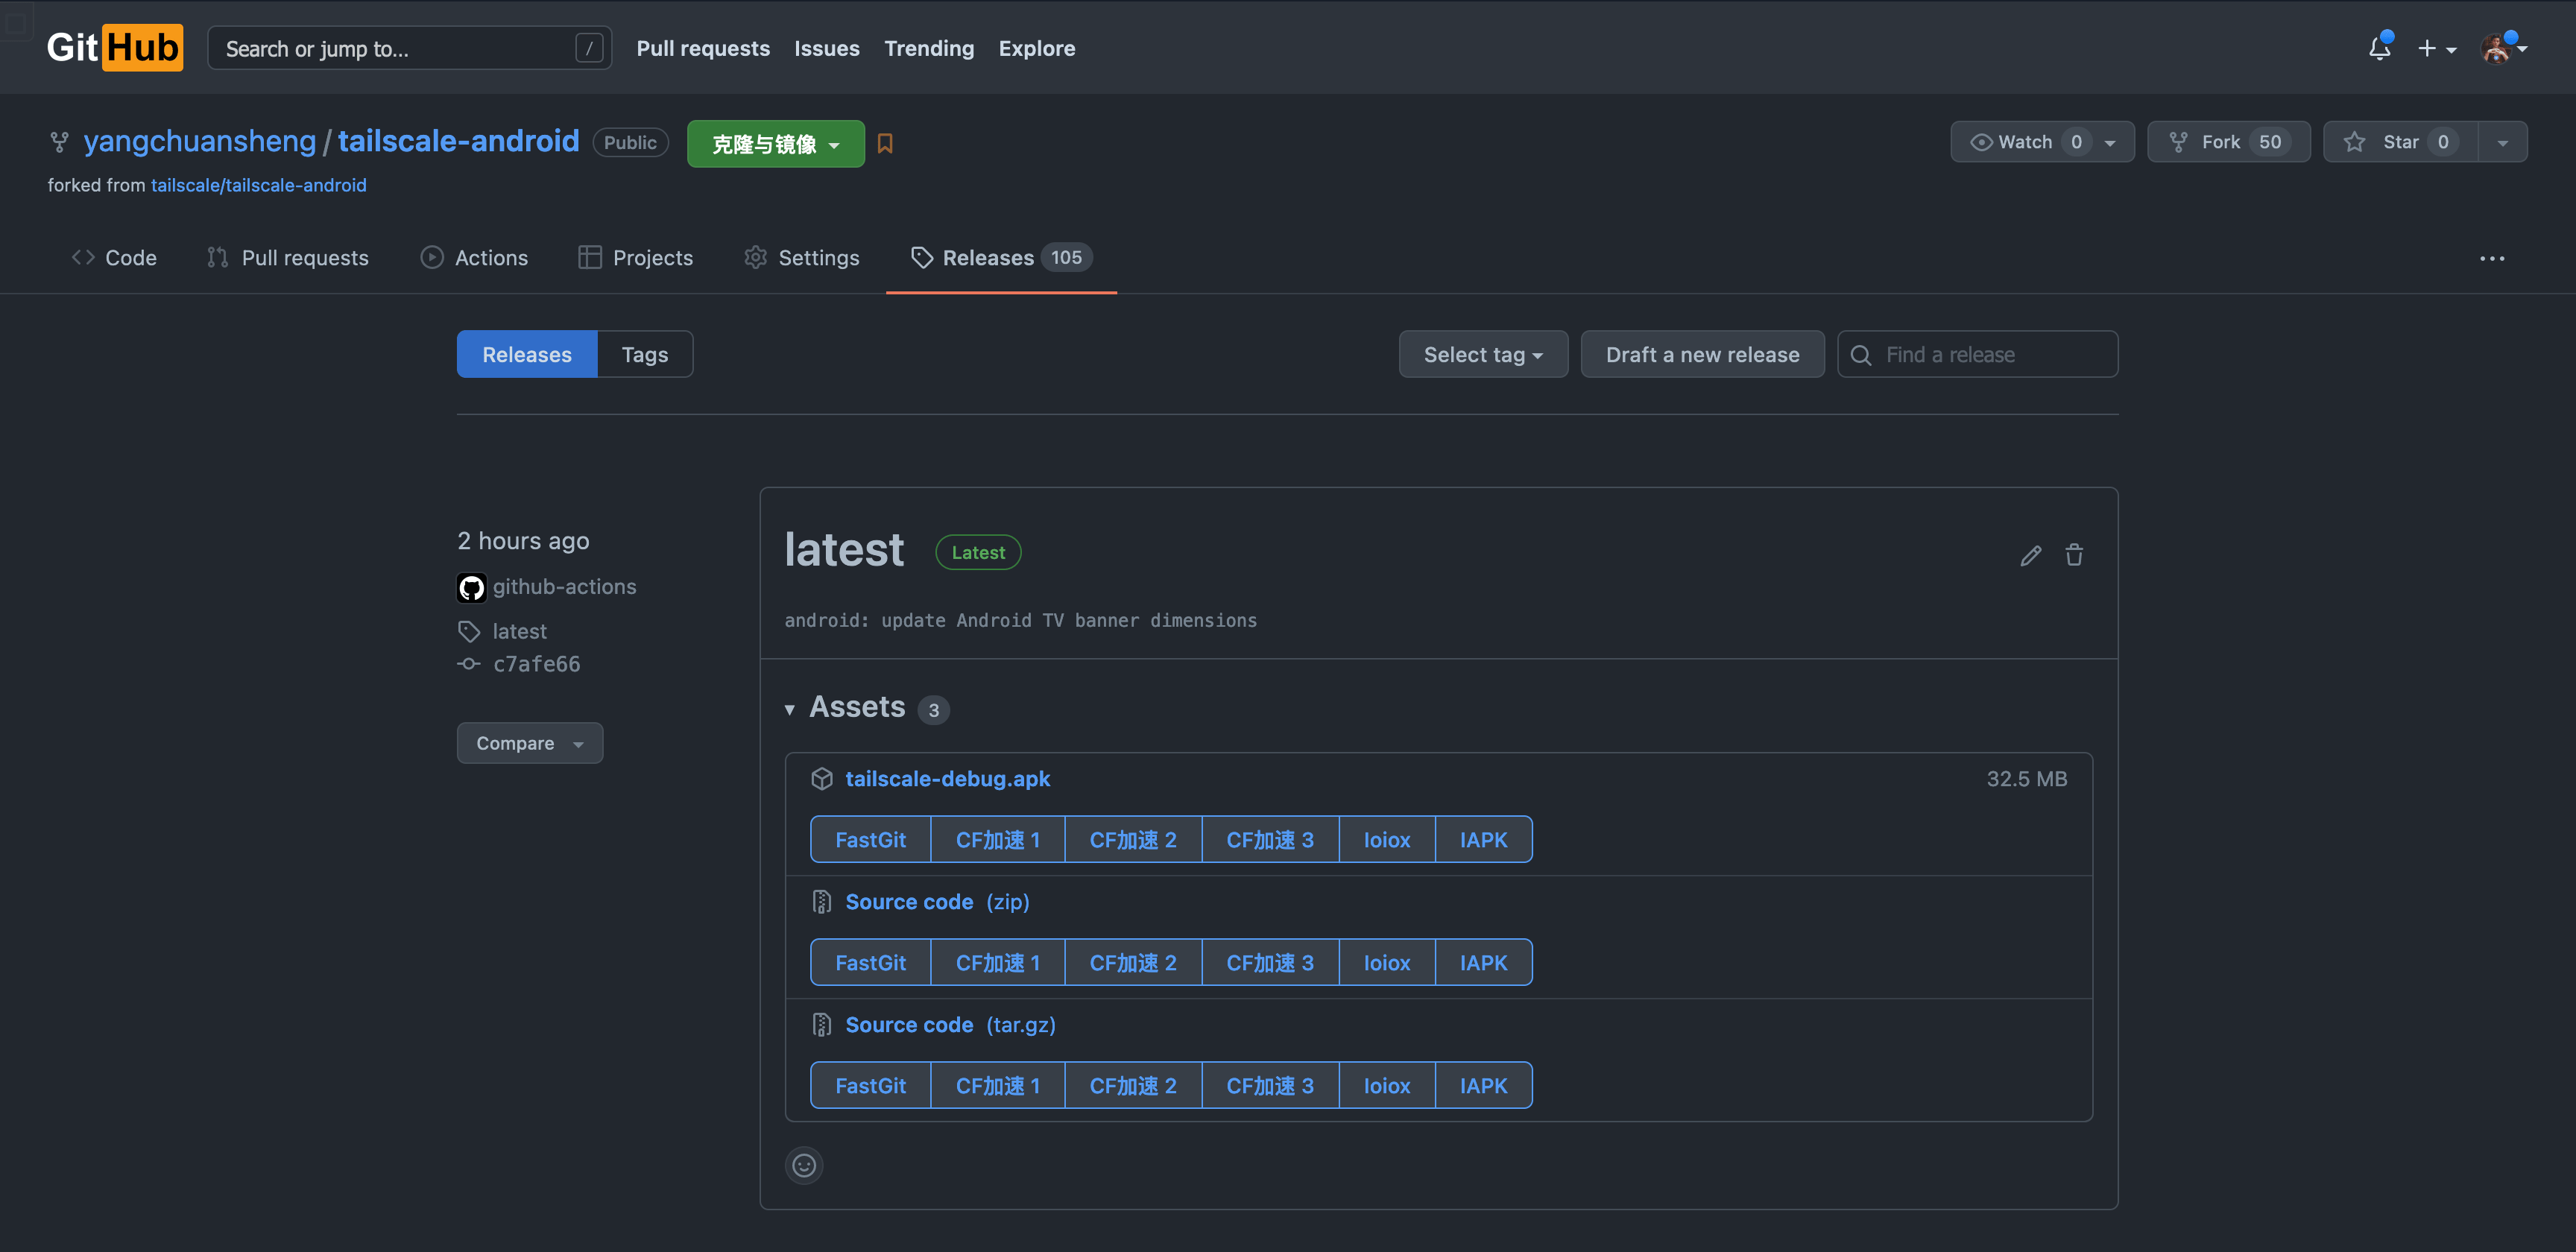 GitHub Search or jump to... / Pull requests Issues Trending Explore
yangchuansheng / tailscale-android Public 克隆与镜像 Watch 0 Fork 50 Star 0
forked from tailscale/tailscale-android
Code Pull requests Actions Projects Settings Releases 105
Releases Tags Select tag Draft a new release Find a release
2 hours ago
github-actions
latest
c7afe66
Compare
latest Latest
android: update Android TV banner dimensions
Assets 3
tailscale-debug.apk 32.5 MB
FastGit CF加速 1 CF加速 2 CF加速 3 Ioiox IAPK
Source code (zip)
FastGit CF加速 1 CF加速 2 CF加速 3 Ioiox IAPK
Source code (tar.gz)
FastGit CF加速 1 CF加速 2 CF加速 3 Ioiox IAPK